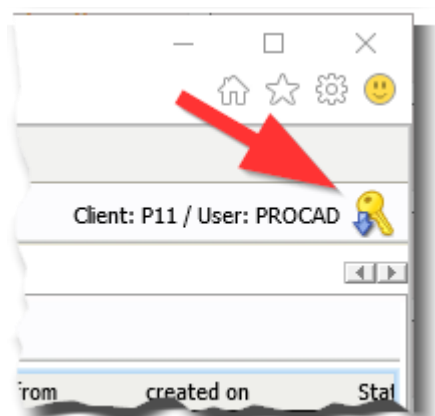 Client: P11 / User: PROCAD
from created on Stat